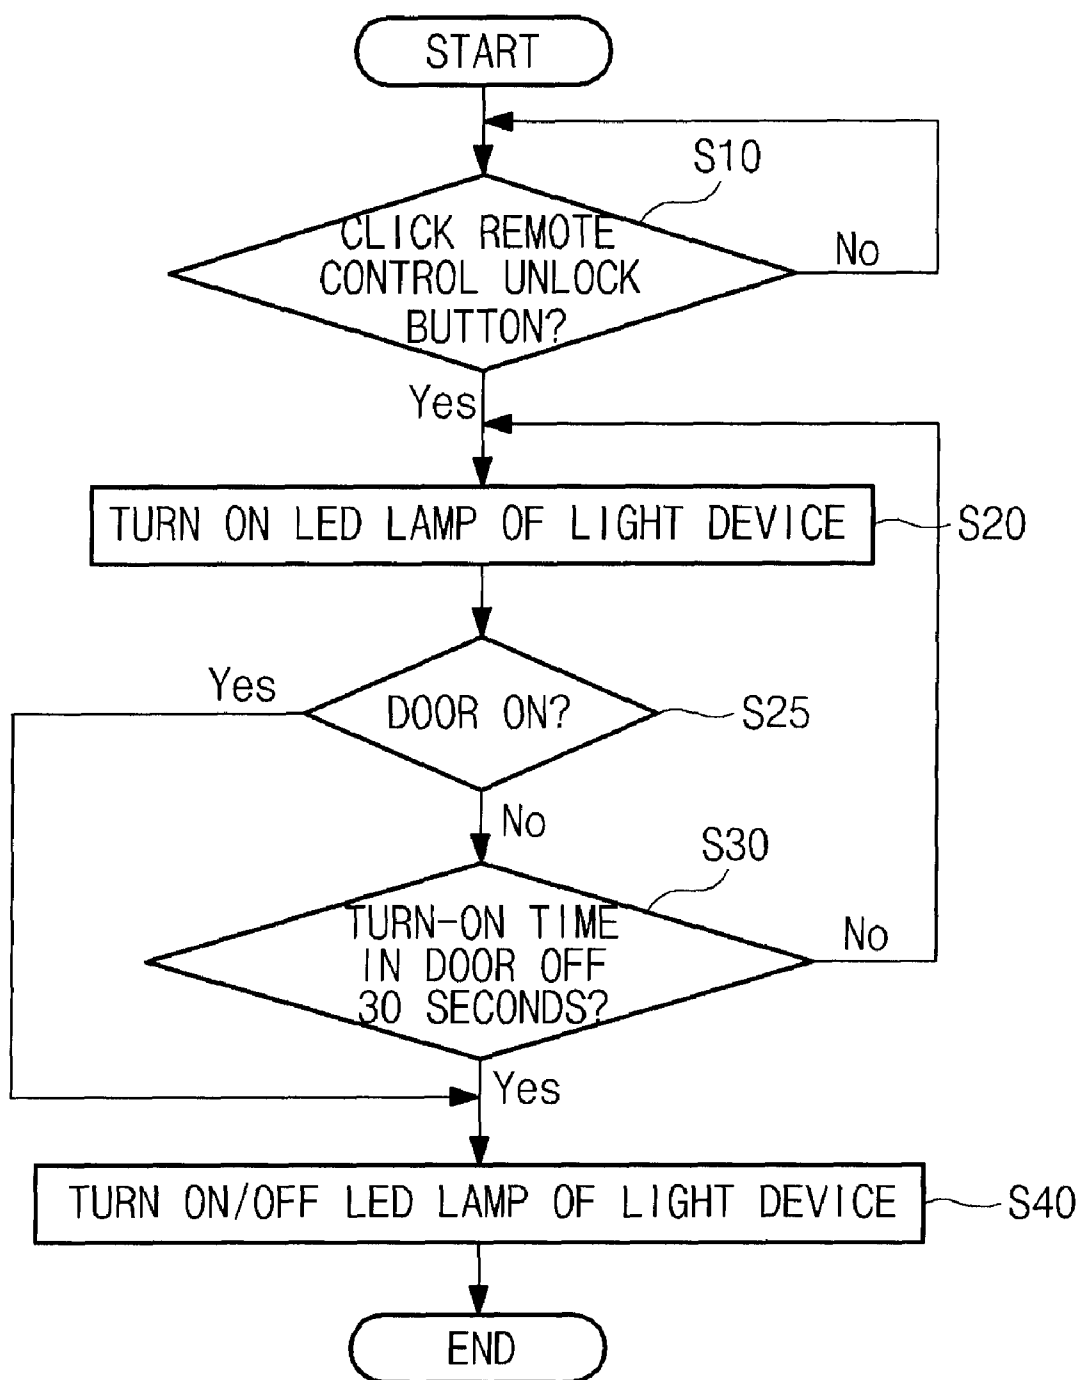 START
S10
CLICK REMOTE
CONTROL UNLOCK
BUTTON?
No
Yes
TURN ON LED LAMP OF LIGHT DEVICE
S20
Yes
DOOR ON?
S25
No
S30
TURN-ON TIME
IN DOOR OFF
30 SECONDS?
No
Yes
TURN ON/OFF LED LAMP OF LIGHT DEVICE
S40
END